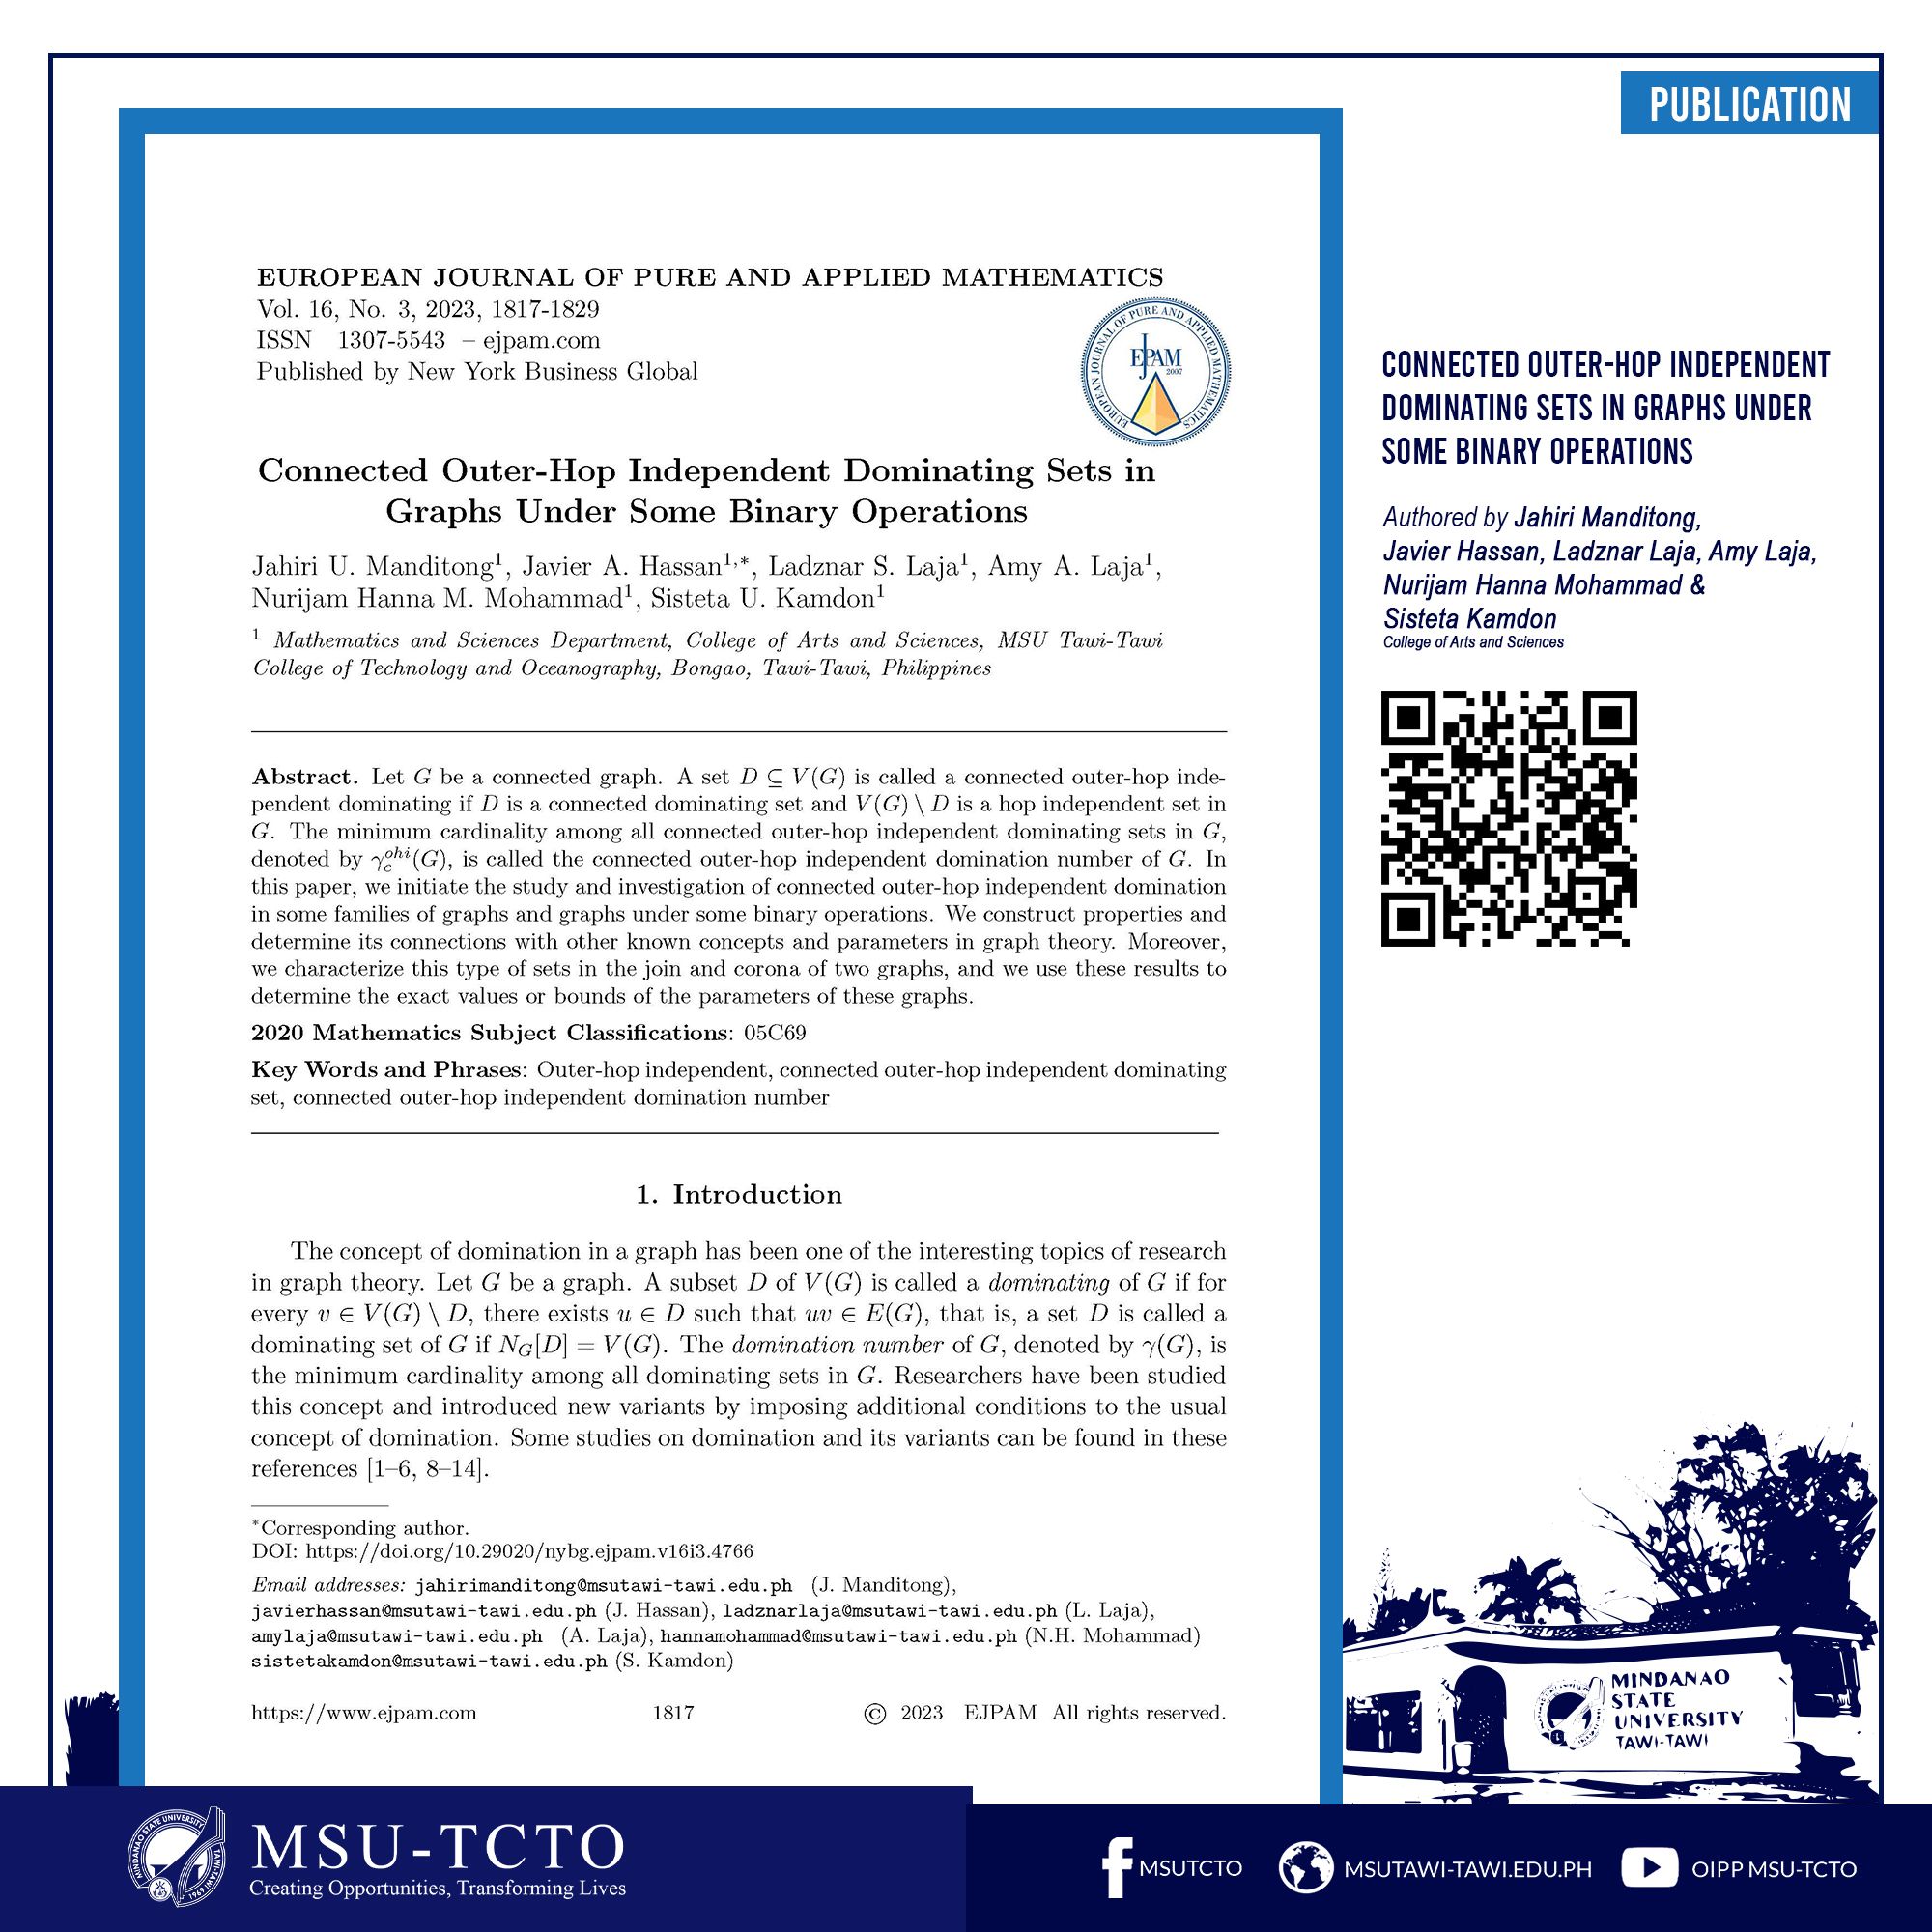 PUBLICATION
EUROPEAN JOURNAL OF PURE AND APPLIED MATHEMATICS
Vol. 16, No. 3, 2023, 1817-1829
ISSN 1307-5543 – ejpam.com
Published by New York Business Global
EUROPEAN JOURNAL OF PURE AND APPLIED MATHEMATICS
EJPAM
2007
Connected Outer-Hop Independent Dominating Sets in
Graphs Under Some Binary Operations
Jahiri U. Manditong¹, Javier A. Hassan¹,*, Ladznar S. Laja¹, Amy A. Laja¹,
Nurijam Hanna M. Mohammad¹, Sisteta U. Kamdon¹
¹ Mathematics and Sciences Department, College of Arts and Sciences, MSU Tawi-Tawi
College of Technology and Oceanography, Bongao, Tawi-Tawi, Philippines
Abstract. Let G be a connected graph. A set D ⊆ V(G) is called a connected outer-hop inde-
pendent dominating if D is a connected dominating set and V(G) \ D is a hop independent set in
G. The minimum cardinality among all connected outer-hop independent dominating sets in G,
denoted by γ_c^{ohi}(G), is called the connected outer-hop independent domination number of G. In
this paper, we initiate the study and investigation of connected outer-hop independent domination
in some families of graphs and graphs under some binary operations. We construct properties and
determine its connections with other known concepts and parameters in graph theory. Moreover,
we characterize this type of sets in the join and corona of two graphs, and we use these results to
determine the exact values or bounds of the parameters of these graphs.
2020 Mathematics Subject Classifications: 05C69
Key Words and Phrases: Outer-hop independent, connected outer-hop independent dominating
set, connected outer-hop independent domination number
1. Introduction
The concept of domination in a graph has been one of the interesting topics of research
in graph theory. Let G be a graph. A subset D of V(G) is called a dominating of G if for
every v ∈ V(G) \ D, there exists u ∈ D such that uv ∈ E(G), that is, a set D is called a
dominating set of G if N_G[D] = V(G). The domination number of G, denoted by γ(G), is
the minimum cardinality among all dominating sets in G. Researchers have been studied
this concept and introduced new variants by imposing additional conditions to the usual
concept of domination. Some studies on domination and its variants can be found in these
references [1–6, 8–14].
*Corresponding author.
DOI: https://doi.org/10.29020/nybg.ejpam.v16i3.4766
Email addresses: jahirimanditong@msutawi-tawi.edu.ph (J. Manditong),
javierhassan@msutawi-tawi.edu.ph (J. Hassan), ladznarlaja@msutawi-tawi.edu.ph (L. Laja),
amylaja@msutawi-tawi.edu.ph (A. Laja), hannamohammad@msutawi-tawi.edu.ph (N.H. Mohammad)
sistetakamdon@msutawi-tawi.edu.ph (S. Kamdon)
https://www.ejpam.com 1817 © 2023 EJPAM All rights reserved.
CONNECTED OUTER-HOP INDEPENDENT
DOMINATING SETS IN GRAPHS UNDER
SOME BINARY OPERATIONS
Authored by Jahiri Manditong,
Javier Hassan, Ladznar Laja, Amy Laja,
Nurijam Hanna Mohammad &
Sisteta Kamdon
College of Arts and Sciences
MINDANAO
STATE
UNIVERSITY
TAWI-TAWI
MINDANAO STATE UNIVERSITY TAWI-TAWI 1969
MSU-TCTO
Creating Opportunities, Transforming Lives
MSUTCTO
MSUTAWI-TAWI.EDU.PH
OIPP MSU-TCTO